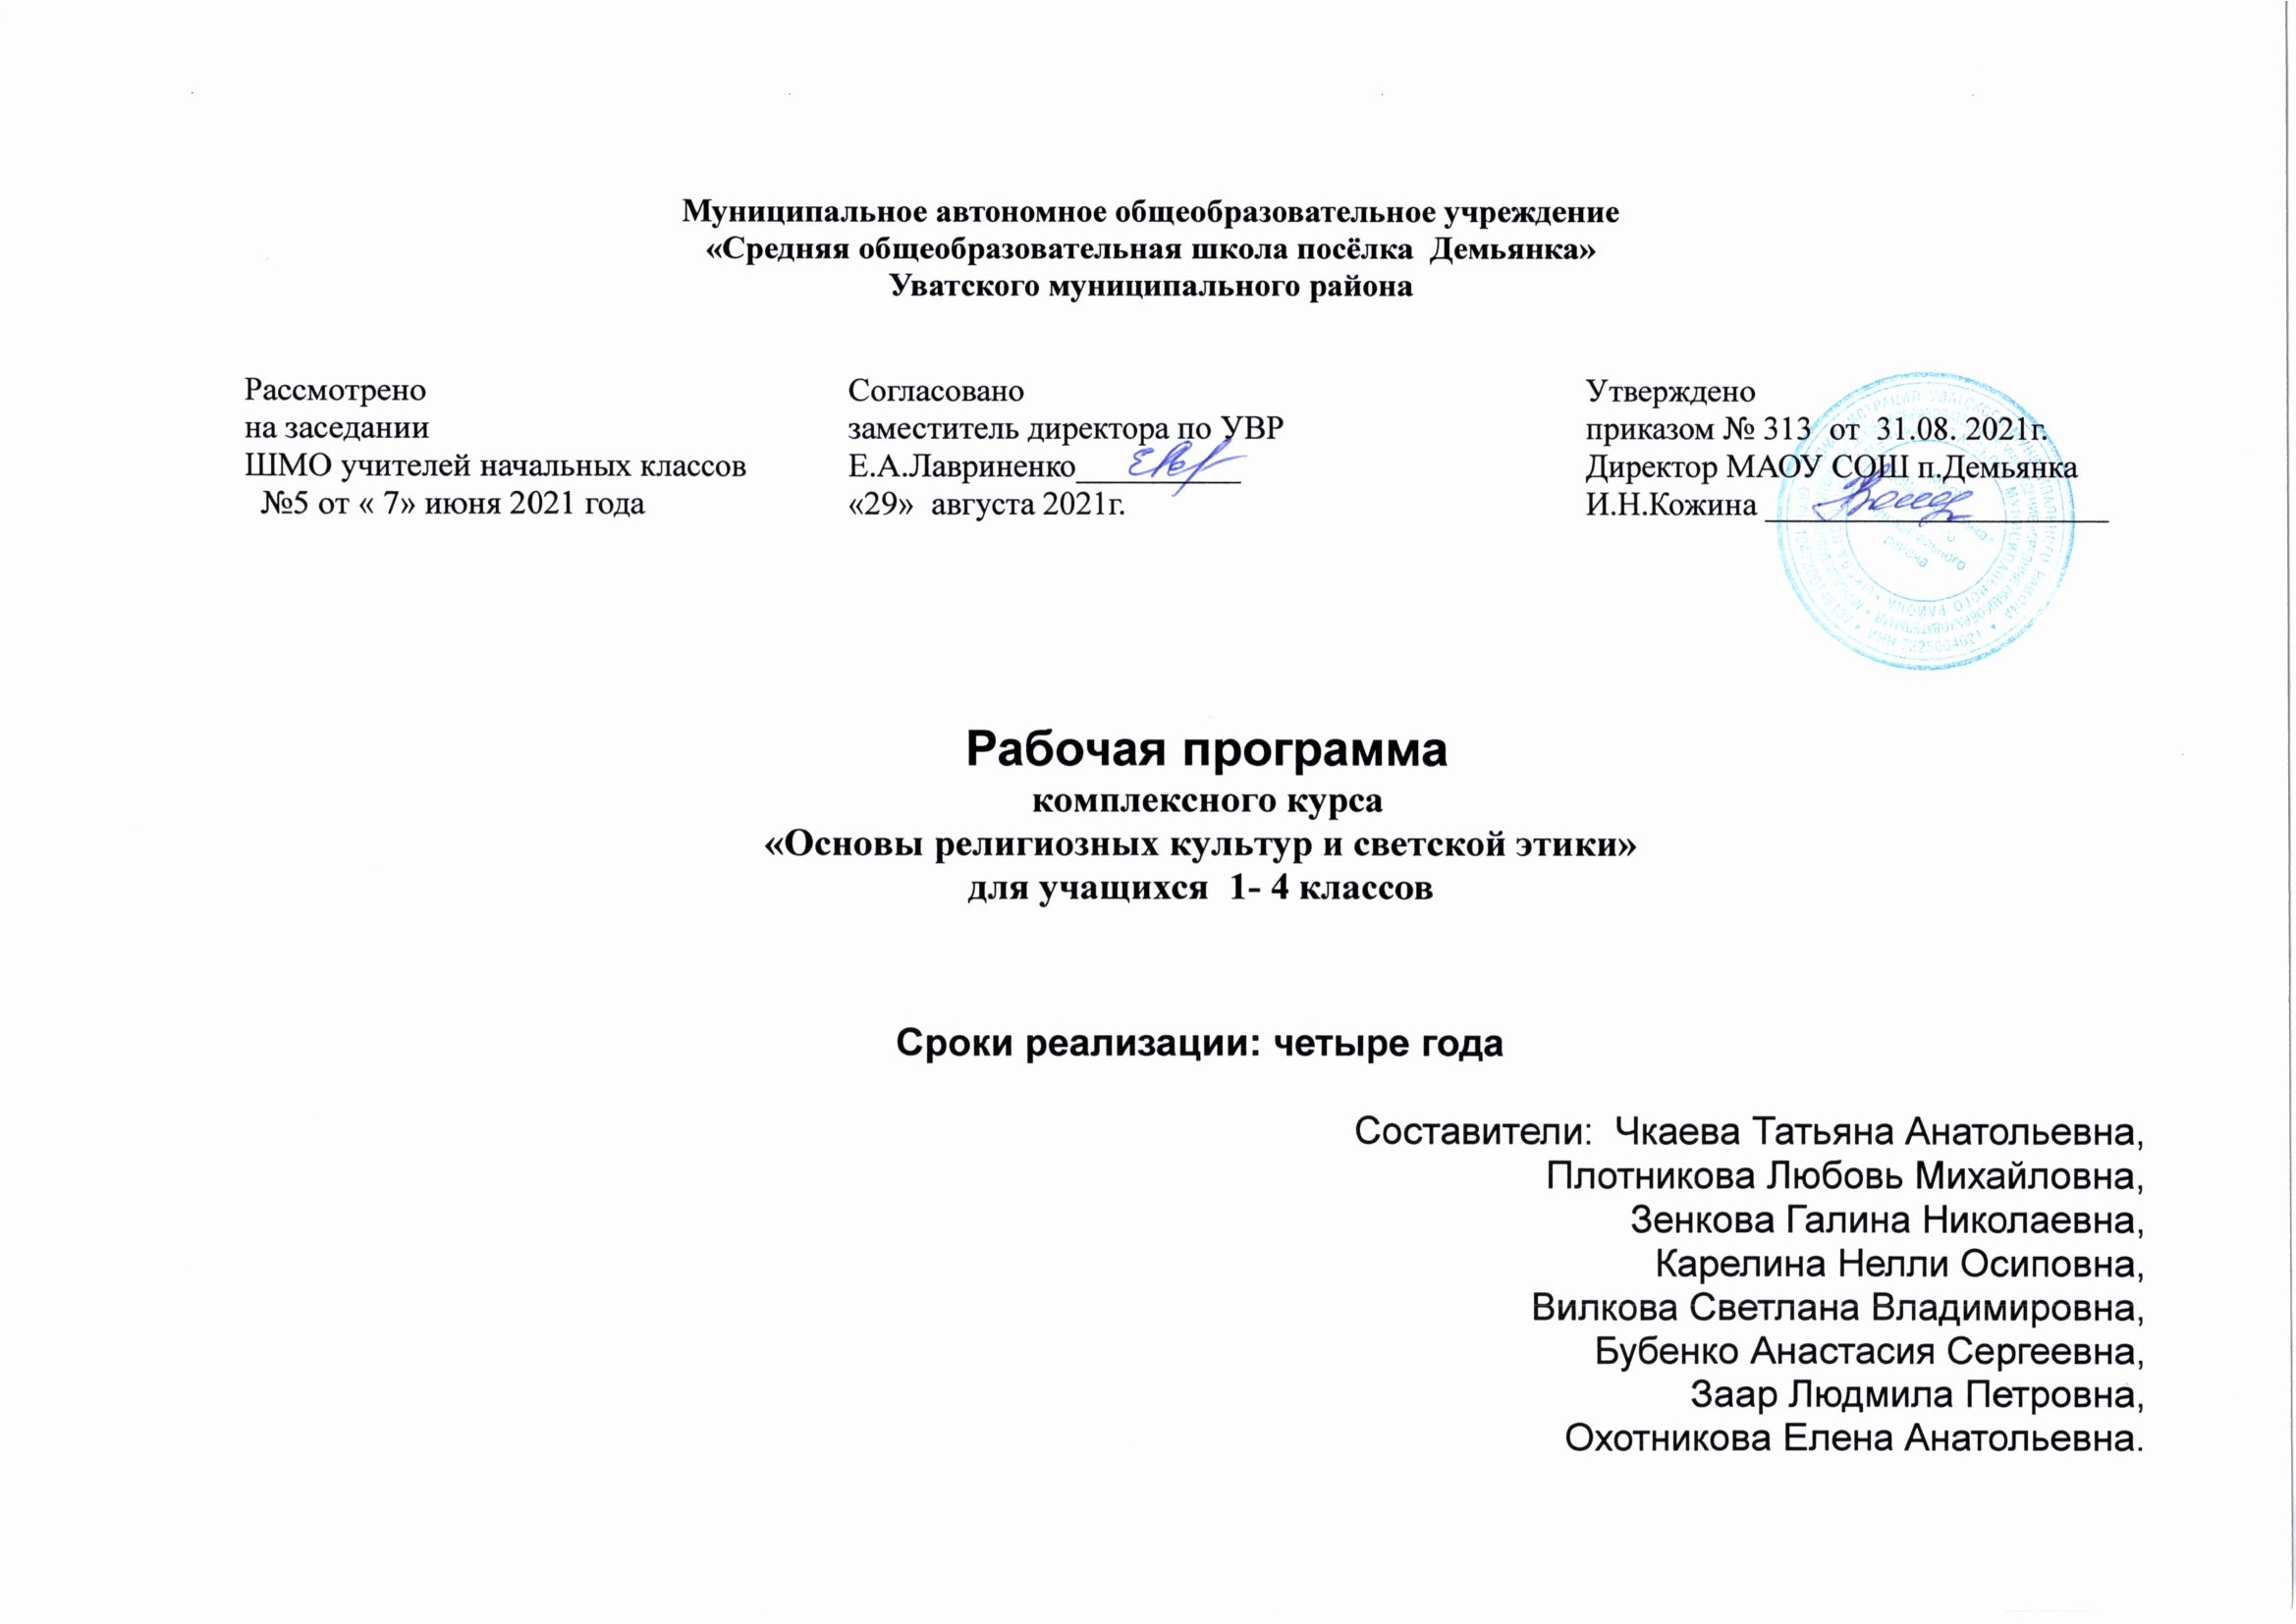 Муниципальное автономное общеобразовательное учреждение
«Средняя общеобразовательная школа посёлка  Демьянка»
Уватского муниципального района
Рассмотрено
на заседании
ШМО учителей начальных классов
№5 от « 7» июня 2021 года
Согласовано
заместитель директора по УВР
Е.А.Лавриненко__________
«29»  августа 2021г.
Утверждено
приказом № 313  от  31.08. 2021г.
Директор МАОУ СОШ п.Демьянка
И.Н.Кожина ____________________
Рабочая программа
комплексного курса
«Основы религиозных культур и светской этики»
для учащихся  1- 4 классов
Сроки реализации: четыре года
Составители:  Чкаева Татьяна Анатольевна,
Плотникова Любовь Михайловна,
Зенкова Галина Николаевна,
Карелина Нелли Осиповна,
Вилкова Светлана Владимировна,
Бубенко Анастасия Сергеевна,
Заар Людмила Петровна,
Охотникова Елена Анатольевна.